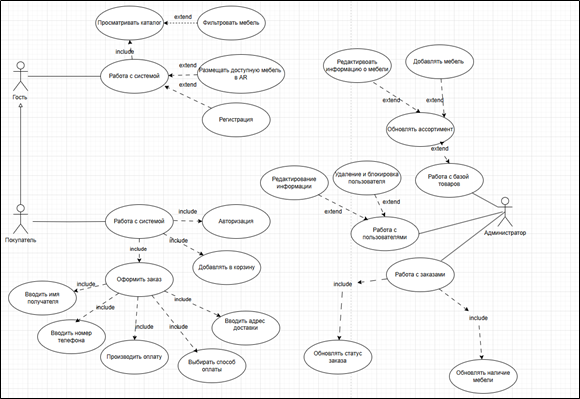 Просматривать каталог
extend
Фильтровать мебель
include
Работа с системой
extend
Размещать доступную мебель
в AR
extend
Регистрация
Гость
Редактировоать
информацию о мебели
Добавлять мебель
extend
extend
Обновлять ассортимент
extend
Работа с базой
товаров
Редактирование
информации
Удаление и блокировка
пользователя
extend
extend
Работа с
пользователями
Администратор
Покупатель
Работа с системой
include
Авторизация
include
include
Добавлять в корзину
Оформить заказ
Работа с заказами
Вводить имя
получателя
include
include
Вводить номер
телефона
include
Производить оплату
include
Выбирать способ
оплаты
include
Вводить адрес
доставки
include
Обновлять статус
заказа
include
Обновлять наличие
мебели